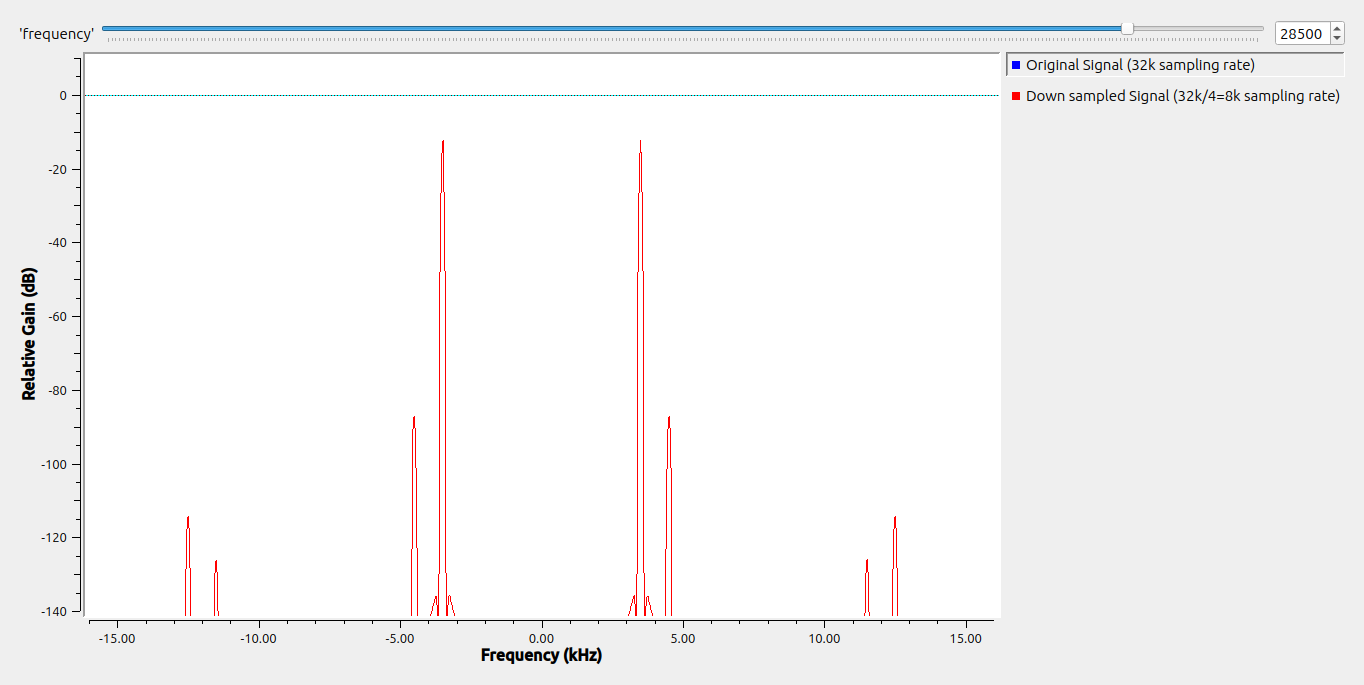 'frequency'
28500
Original Signal (32k sampling rate)
Down sampled Signal (32k/4=8k sampling rate)
0
-20
-40
-60
-80
-100
-120
-140
Relative Gain (dB)
-15.00 -10.00 -5.00 0.00 5.00 10.00 15.00
Frequency (kHz)